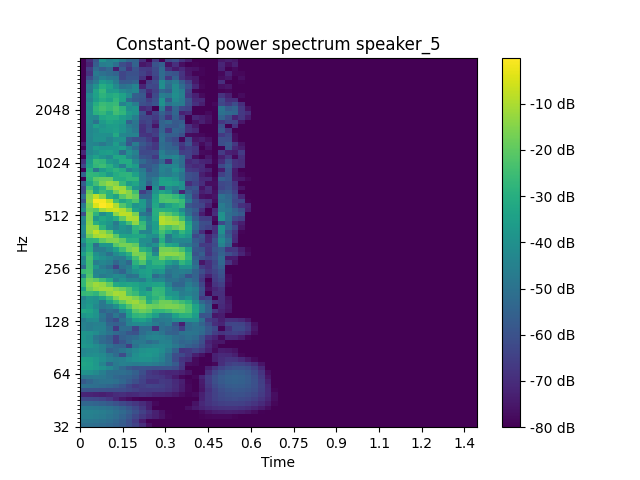 Constant-Q power spectrum speaker_5
Hz
2048
1024
512
256
128
64
32
0 0.15 0.3 0.45 0.6 0.75 0.9 1.1 1.2 1.4
Time
-10 dB
-20 dB
-30 dB
-40 dB
-50 dB
-60 dB
-70 dB
-80 dB